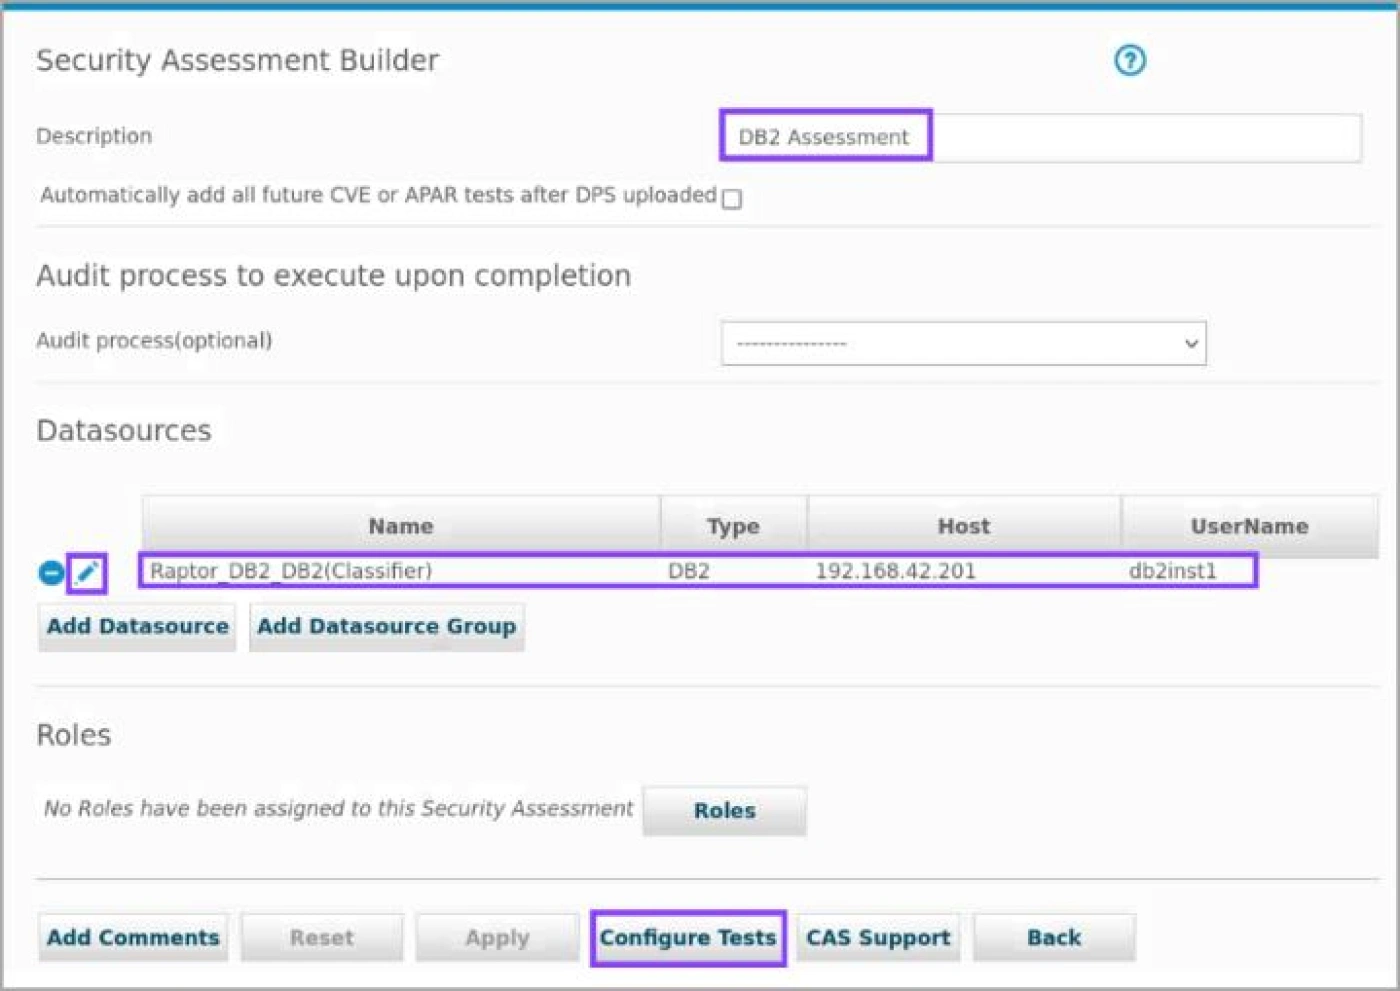 Security Assessment Builder
?
Description
DB2 Assessment
Automatically add all future CVE or APAR tests after DPS uploaded
Audit process to execute upon completion
Audit process(optional)
---------------
Datasources
Name Type Host UserName
Raptor_DB2_DB2(Classifier) DB2 192.168.42.201 db2inst1
Add Datasource Add Datasource Group
Roles
No Roles have been assigned to this Security Assessment Roles
Add Comments Reset Apply Configure Tests CAS Support Back